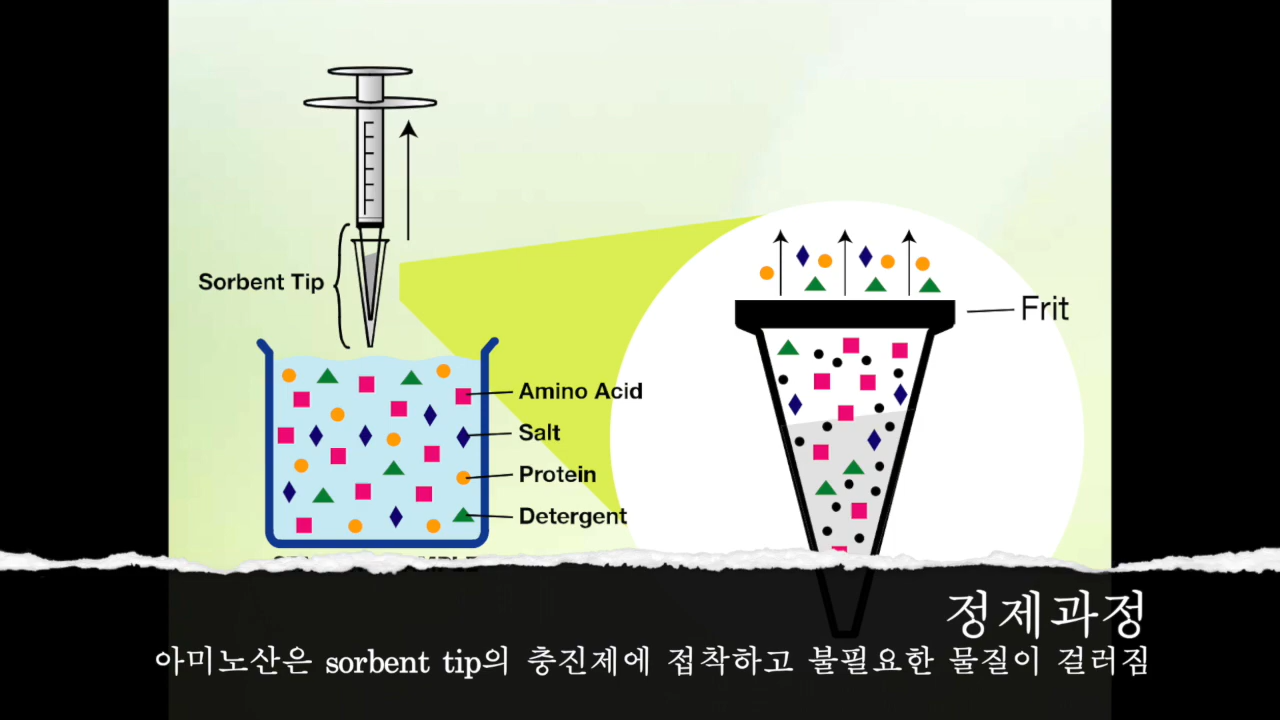 Sorbent Tip
Frit
Amino Acid
Salt
Protein
Detergent
정제과정
아미노산은 sorbent tip의 충진제에 접착하고 불필요한 물질이 걸러짐